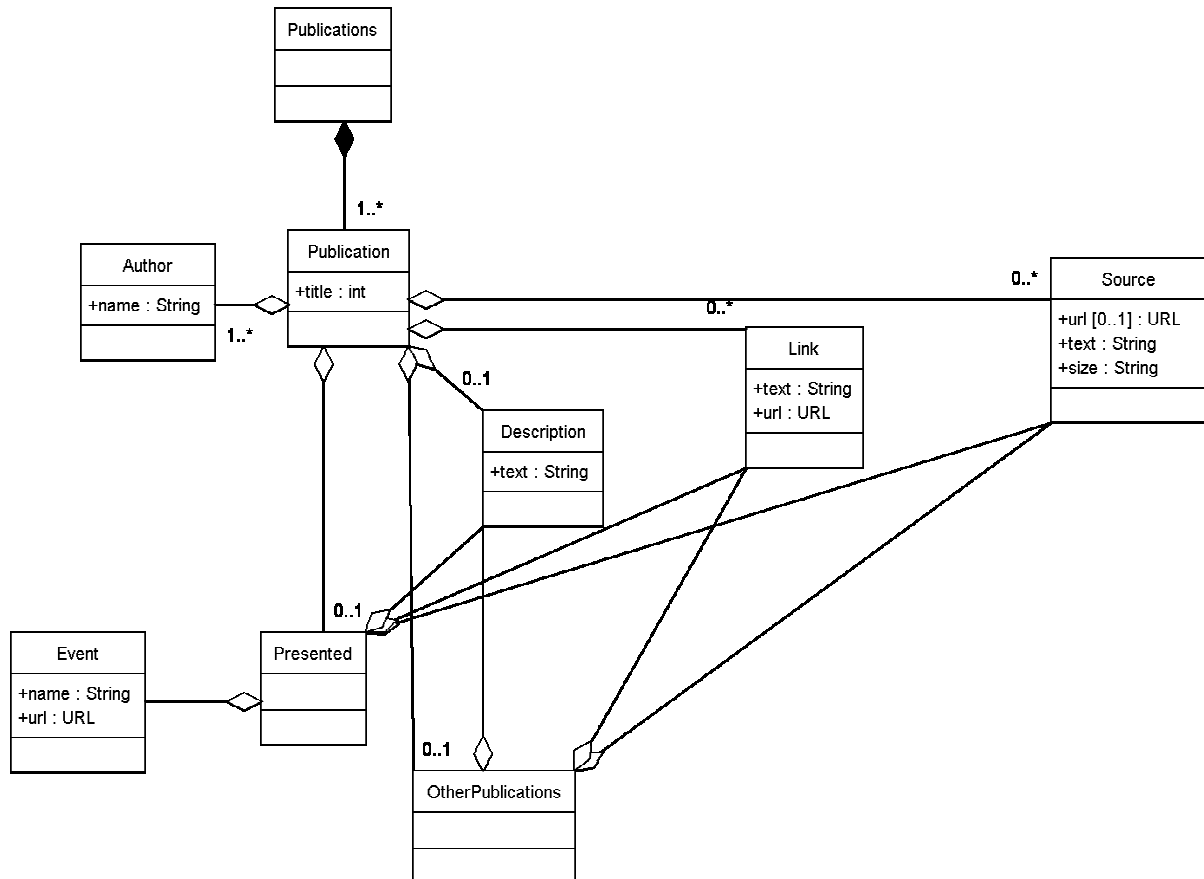 Publications
1..*
Publication
+title : int
Author
+name : String
1..*
0..*
Source
+url [0..1] : URL
+text : String
+size : String
0..*
Link
+text : String
+url : URL
0..1
Description
+text : String
0..1
Presented
Event
+name : String
+url : URL
0..1
OtherPublications